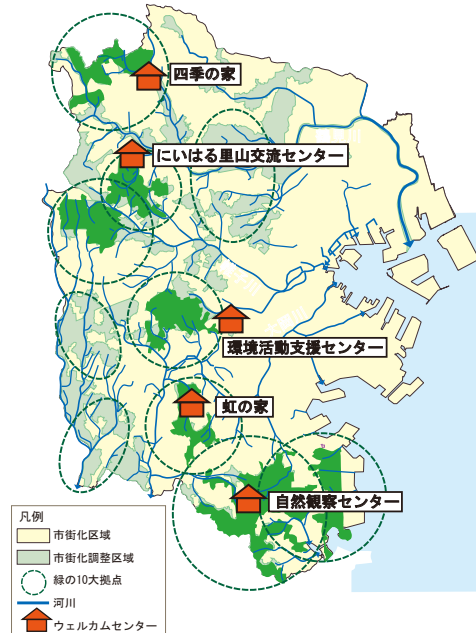 四季の家
にいはる里山交流センター
環境活動支援センター
虹の家
自然観察センター
凡例
市街化区域
市街化調整区域
緑の10大拠点
河川
ウェルカムセンター